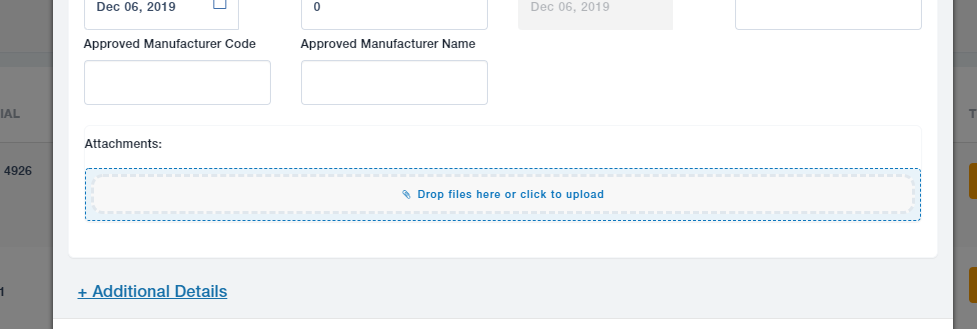 Dec 06, 2019 0 Dec 06, 2019
Approved Manufacturer Code Approved Manufacturer Name
IAL T
Attachments:
4926
Drop files here or click to upload
1
+ Additional Details